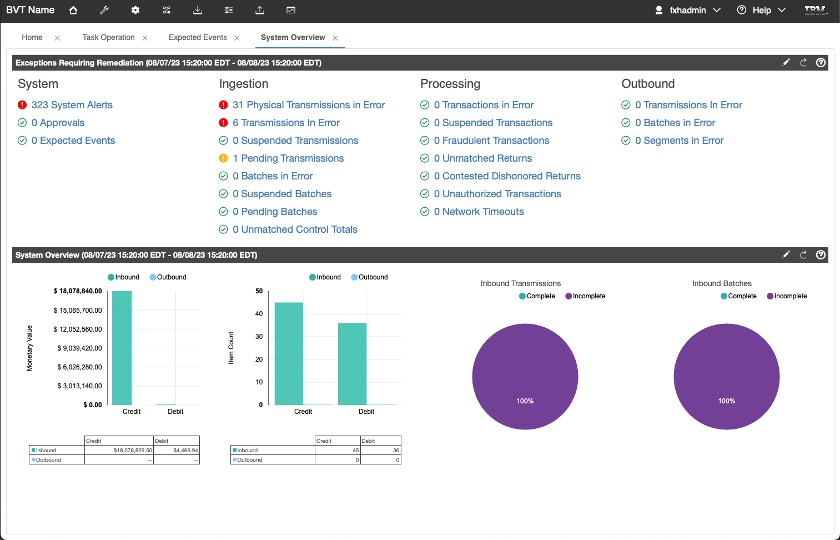 BVT Name fxhadmin Help IBM
Home Task Operation Expected Events System Overview
Exceptions Requiring Remediation (08/07/23 15:20:00 EDT - 08/08/23 15:20:00 EDT)
System Ingestion Processing Outbound
323 System Alerts 31 Physical Transmissions in Error 0 Transactions in Error 0 Transmissions In Error
0 Approvals 6 Transmissions In Error 0 Suspended Transactions 0 Batches in Error
0 Expected Events 0 Suspended Transmissions 0 Fraudulent Transactions 0 Segments in Error
1 Pending Transmissions 0 Unmatched Returns
0 Batches in Error 0 Contested Dishonored Returns
0 Suspended Batches 0 Unauthorized Transactions
0 Pending Batches 0 Network Timeouts
0 Unmatched Control Totals
System Overview (08/07/23 15:20:00 EDT - 08/08/23 15:20:00 EDT)
Inbound Outbound
$ 18,078,840.00
$ 15,065,700.00
$ 12,052,560.00
$ 9,039,420.00
$ 6,026,280.00
$ 3,013,140.00
$ 0.00
Monetary Value
Credit Debit
Credit Debit
Inbound $18,078,829.50 $4,466.94
Outbound -- --
Inbound Outbound
50
40
30
20
10
0
Item Count
Credit Debit
Credit Debit
Inbound 45 36
Outbound 0 0
Inbound Transmissions
Complete Incomplete
100%
Inbound Batches
Complete Incomplete
100%